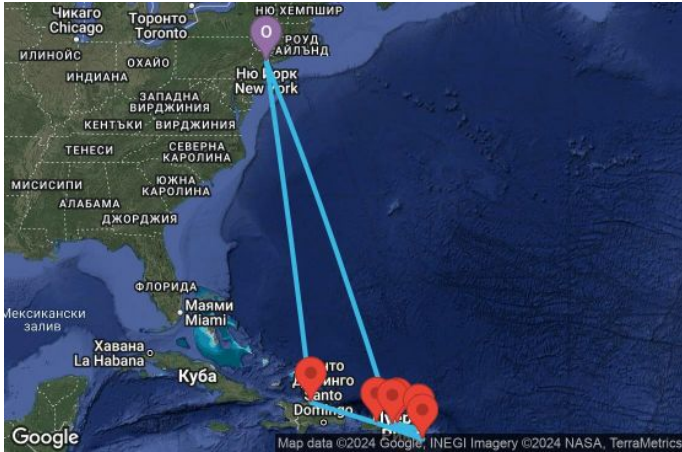 НЮ ХЕМПШИР
Чикаго
Chicago
Торонто
Toronto
O
РОУД
АЙЛЪНД
ИЛИНОЙС
ОХАЙО
Ню Йорк
New York
ИНДИАНА
ЗАПАДНА
ВИРДЖИНИЯ
КЕНТЪКИ
ВИРДЖИНИЯ
ТЕНЕСИ
СЕВЕРНА
КАРОЛИНА
МИСИСИПИ
ЮЖНА
КАРОЛИНА
АЛАБАМА
ДЖОРДЖИЯ
ФЛОРИДА
Маями
Miami
Мексикански
залив
Хавана
La Habana
Куба
Santo
Domingo
Google
Map data ©2024 Google, INEGI Imagery ©2024 NASA, TerraMetrics